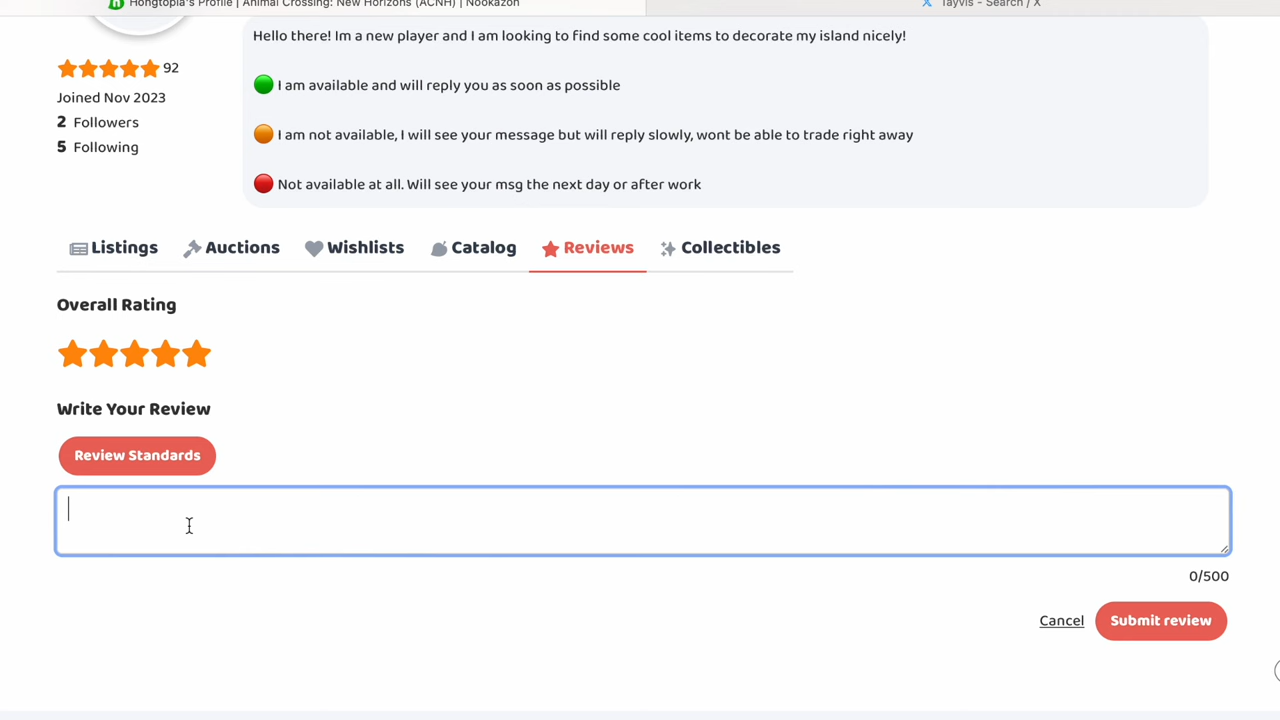 Hongtopia's Profile | Animal Crossing: New Horizons (ACNH) | Nookazon
Tayvis - Search / X
Hello there! Im a new player and I am looking to find some cool items to decorate my island nicely!
92
I am available and will reply you as soon as possible
Joined Nov 2023
2 Followers
I am not available, I will see your message but will reply slowly, wont be able to trade right away
5 Following
Not available at all. Will see your msg the next day or after work
Listings Auctions Wishlists Catalog Reviews Collectibles
Overall Rating
Write Your Review
Review Standards
0/500
Cancel Submit review